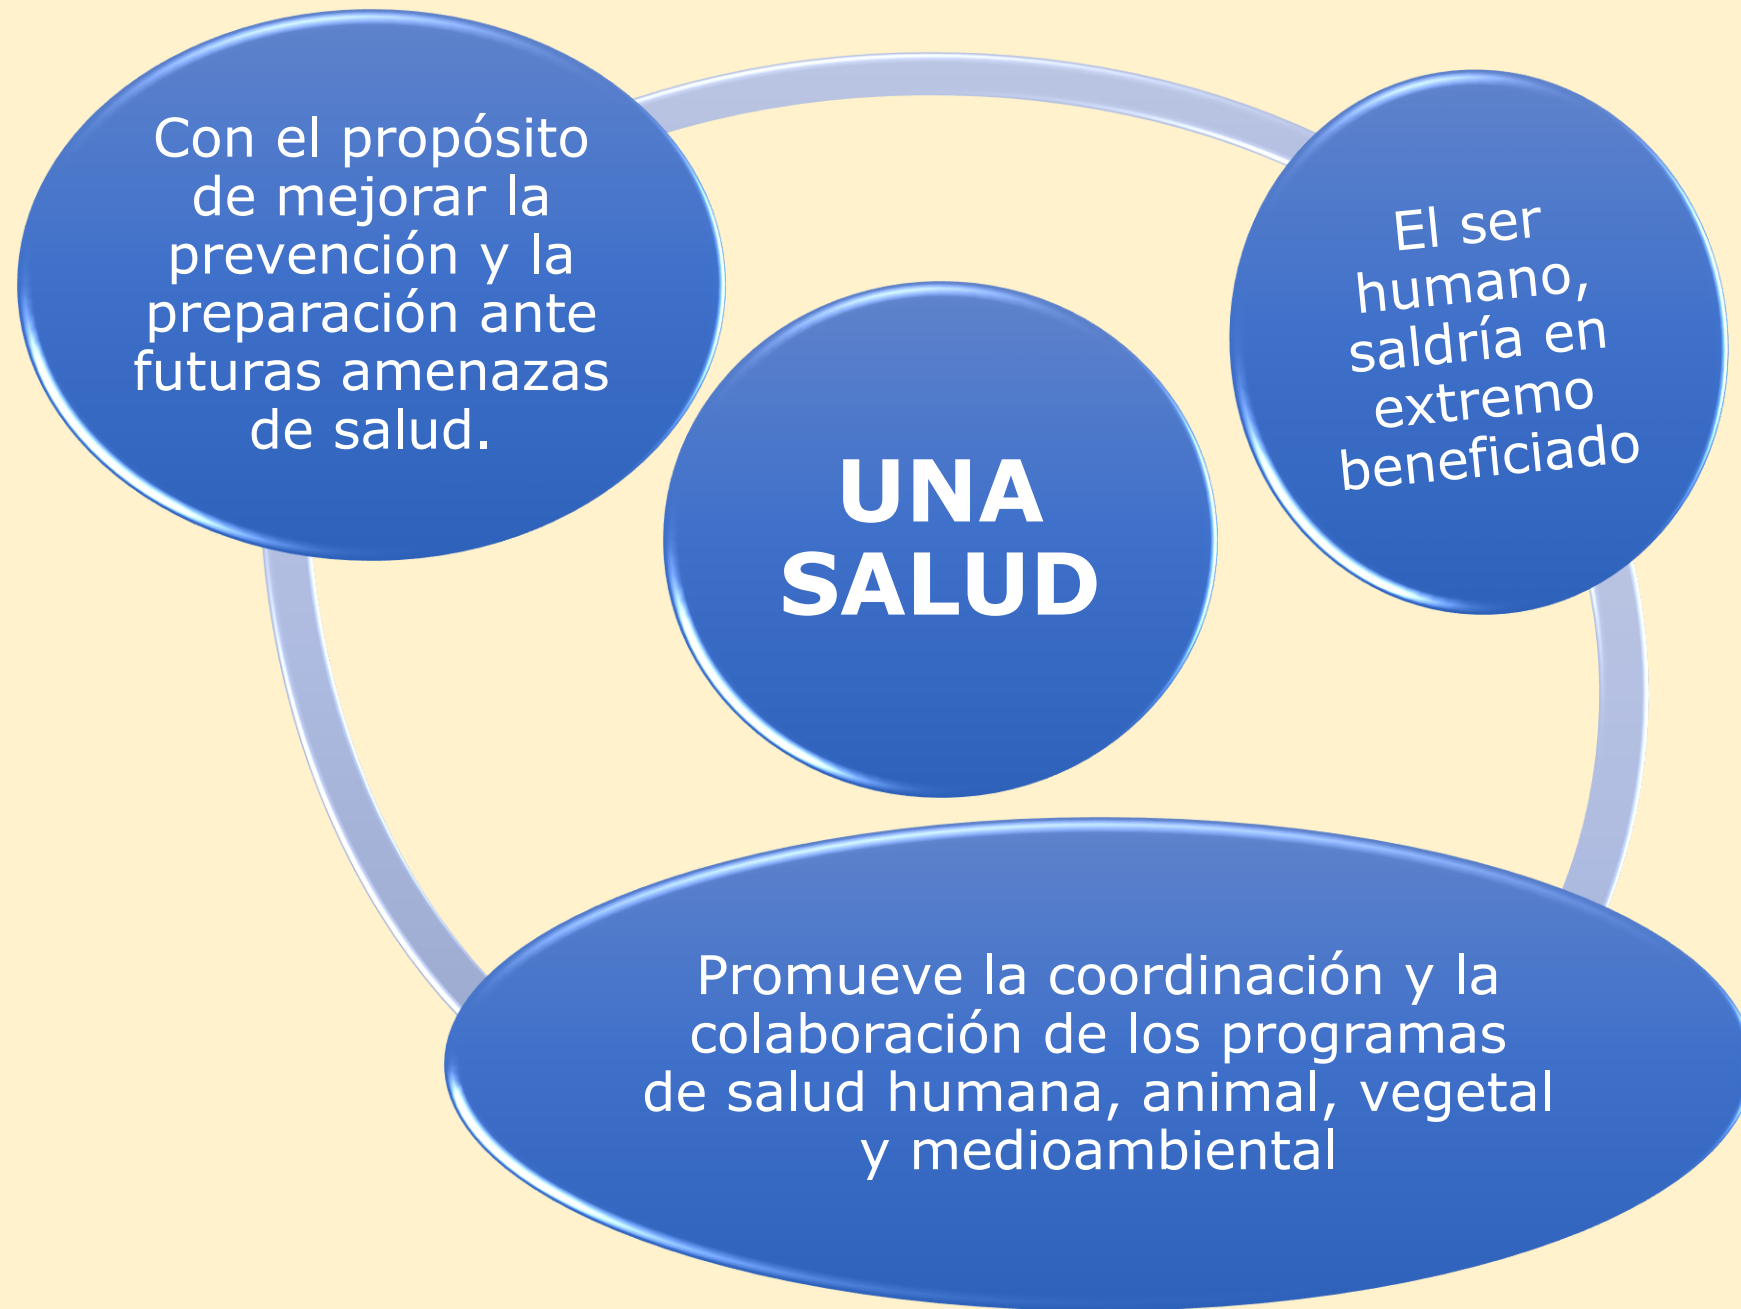 Con el propósito
de mejorar la
prevención y la
preparación ante
futuras amenazas
de salud.
El ser
humano,
saldría en
extremo
beneficiado
UNA
SALUD
Promueve la coordinación y la
colaboración de los programas
de salud humana, animal, vegetal
y medioambiental